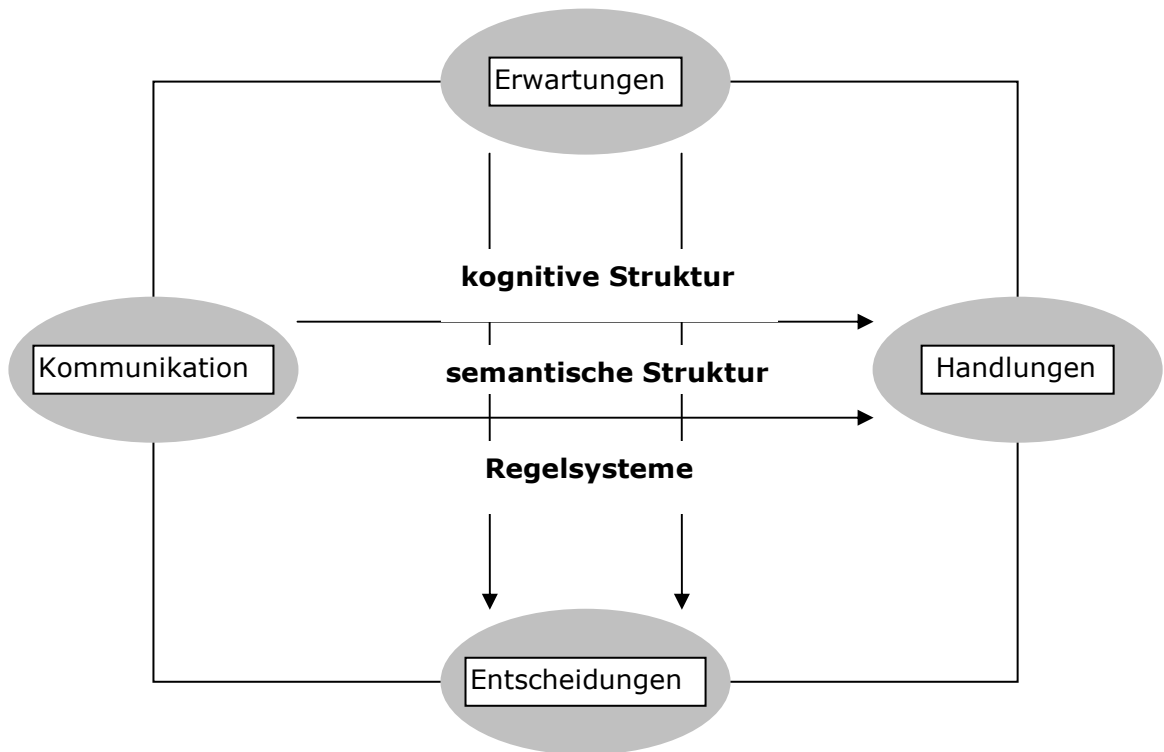 Erwartungen
kognitive Struktur
Kommunikation
semantische Struktur
Handlungen
Regelsysteme
Entscheidungen